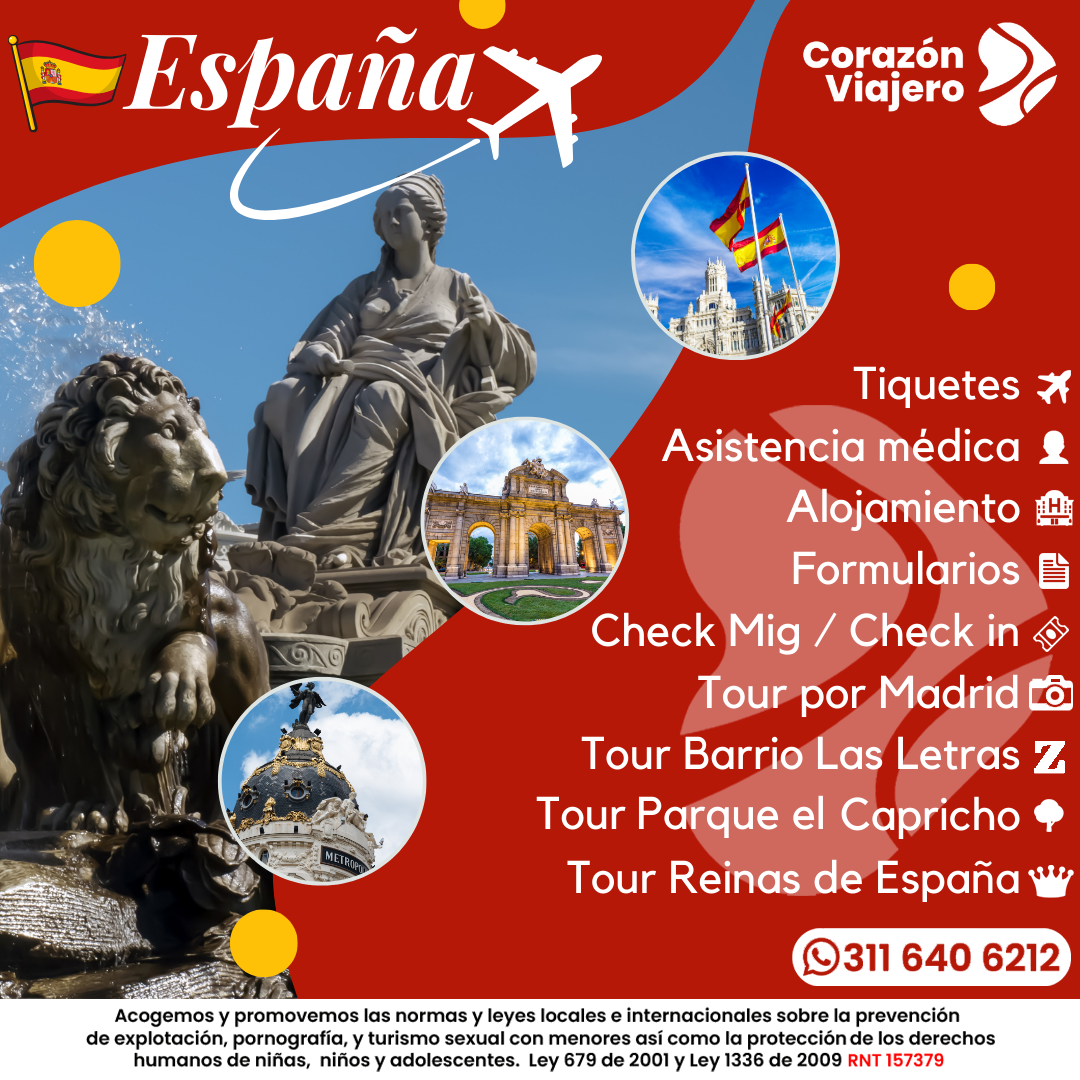 España
Corazón
Viajero
Tiquetes
Asistencia médica
Alojamiento
H
Formularios
Check Mig / Check in
Tour por Madrid
Tour Barrio Las Letras
Z
Tour Parque el Capricho
Tour Reinas de España
METROPO
311 640 6212
Acogemos y promovemos las normas y leyes locales e internacionales sobre la prevención
de explotación, pornografía, y turismo sexual con menores así como la protección de los derechos
humanos de niñas, niños y adolescentes. Ley 679 de 2001 y Ley 1336 de 2009 RNT 157379